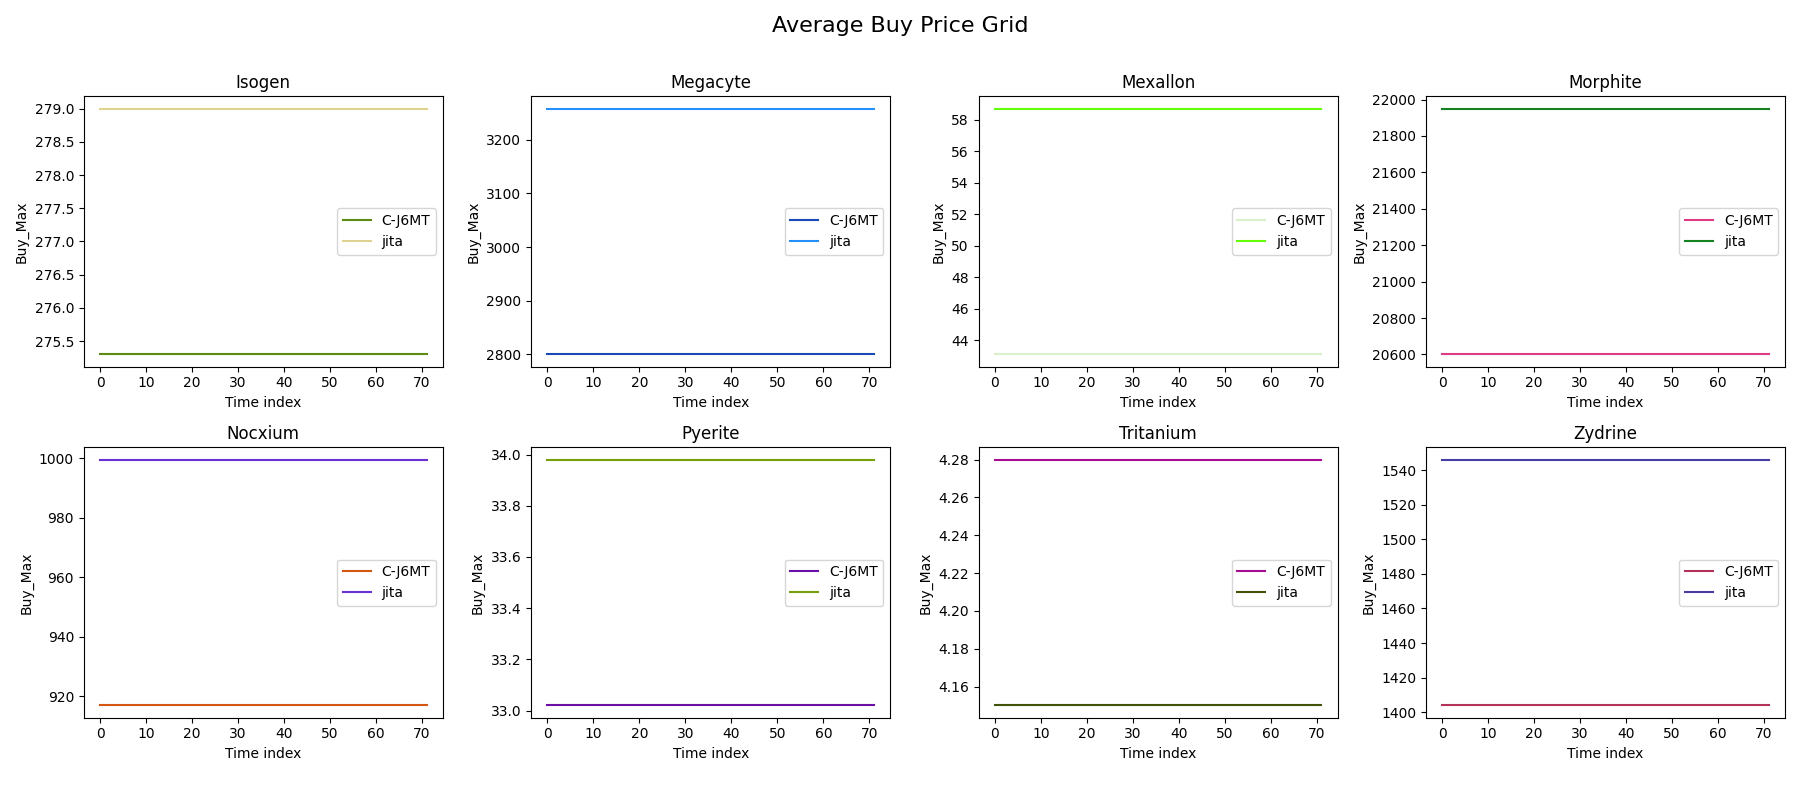 Average Buy Price Grid
Isogen
279.0
278.5
278.0
277.5
277.0
276.5
276.0
275.5
Buy_Max
C-J6MT
jita
0 10 20 30 40 50 60 70
Time index
Megacyte
3200
3100
3000
2900
2800
Buy_Max
C-J6MT
jita
0 10 20 30 40 50 60 70
Time index
Mexallon
58
56
54
52
50
48
46
44
Buy_Max
C-J6MT
jita
0 10 20 30 40 50 60 70
Time index
Morphite
22000
21800
21600
21400
21200
21000
20800
20600
Buy_Max
C-J6MT
jita
0 10 20 30 40 50 60 70
Time index
Nocxium
1000
980
960
940
920
Buy_Max
C-J6MT
jita
0 10 20 30 40 50 60 70
Time index
Pyerite
34.0
33.8
33.6
33.4
33.2
33.0
Buy_Max
C-J6MT
jita
0 10 20 30 40 50 60 70
Time index
Tritanium
4.28
4.26
4.24
4.22
4.20
4.18
4.16
Buy_Max
C-J6MT
jita
0 10 20 30 40 50 60 70
Time index
Zydrine
1540
1520
1500
1480
1460
1440
1420
1400
Buy_Max
C-J6MT
jita
0 10 20 30 40 50 60 70
Time index